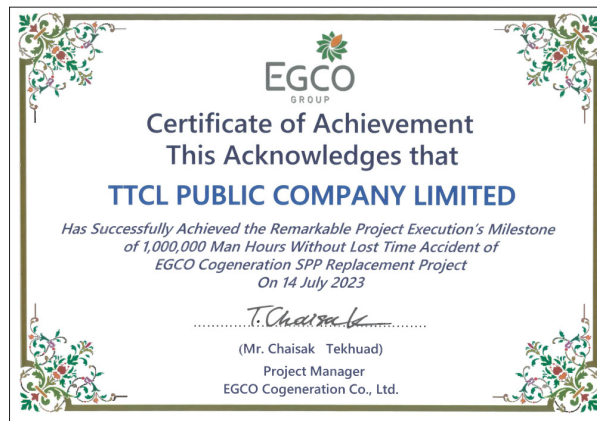 EGCO
GROUP
Certificate of Achievement
This Acknowledges that
TTCL PUBLIC COMPANY LIMITED
Has Successfully Achieved the Remarkable Project Execution's Milestone
of 1,000,000 Man Hours Without Lost Time Accident of
EGCO Cogeneration SPP Replacement Project
On 14 July 2023
T. Chaisak
(Mr. Chaisak Tekhuad)
Project Manager
EGCO Cogeneration Co., Ltd.